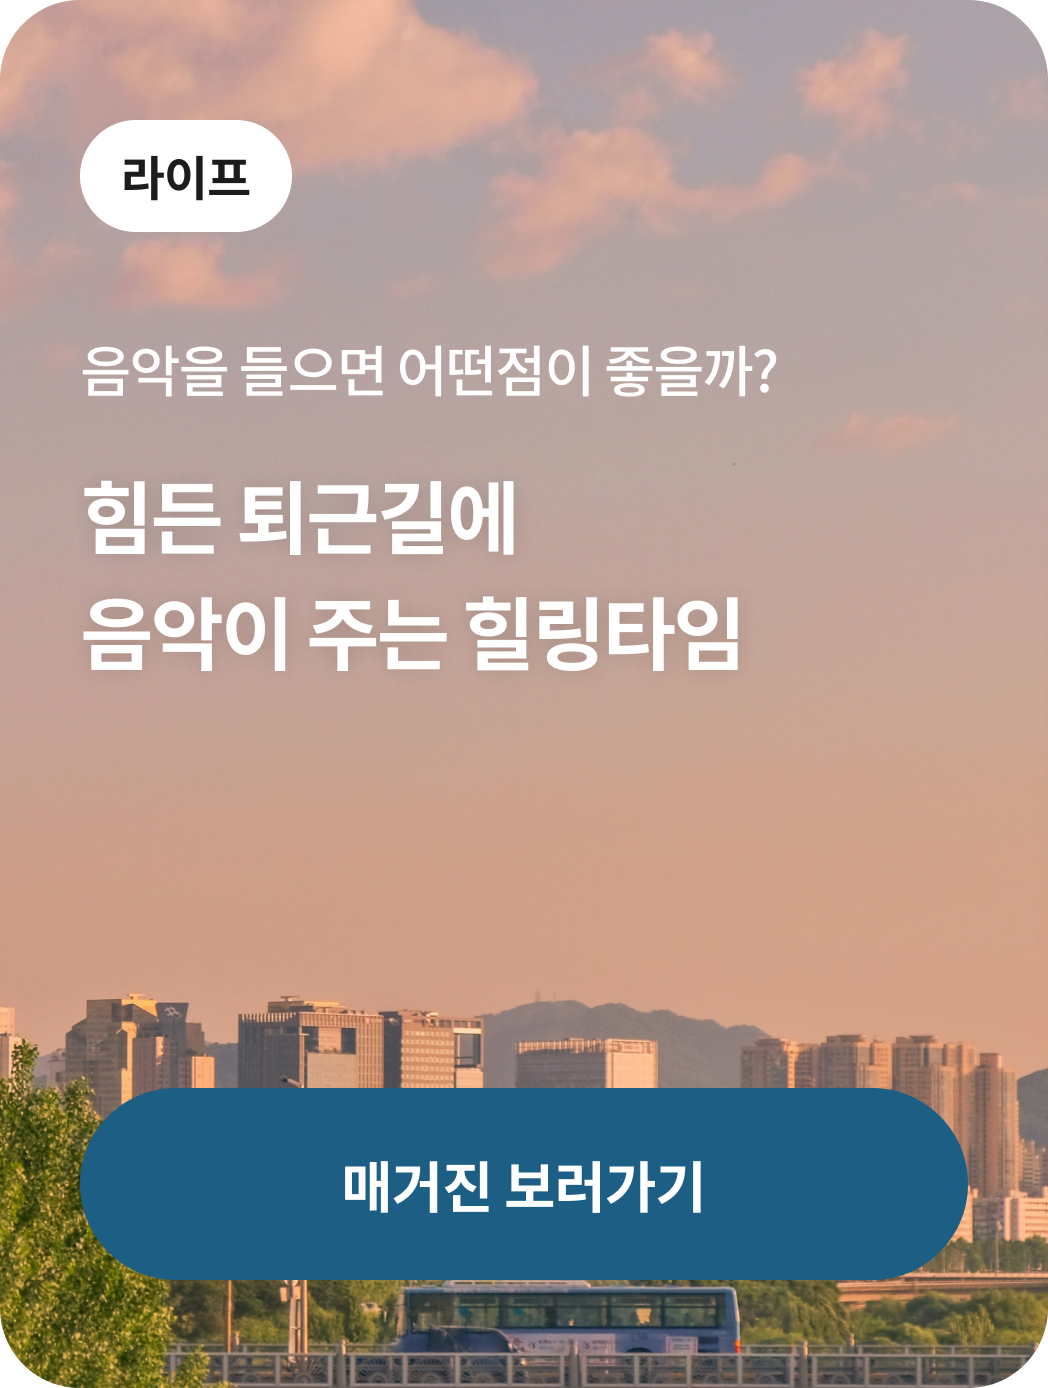 라이프
음악을 들으면 어떤점이 좋을까?
힘든 퇴근길에
음악이 주는 힐링타임
매거진 보러가기